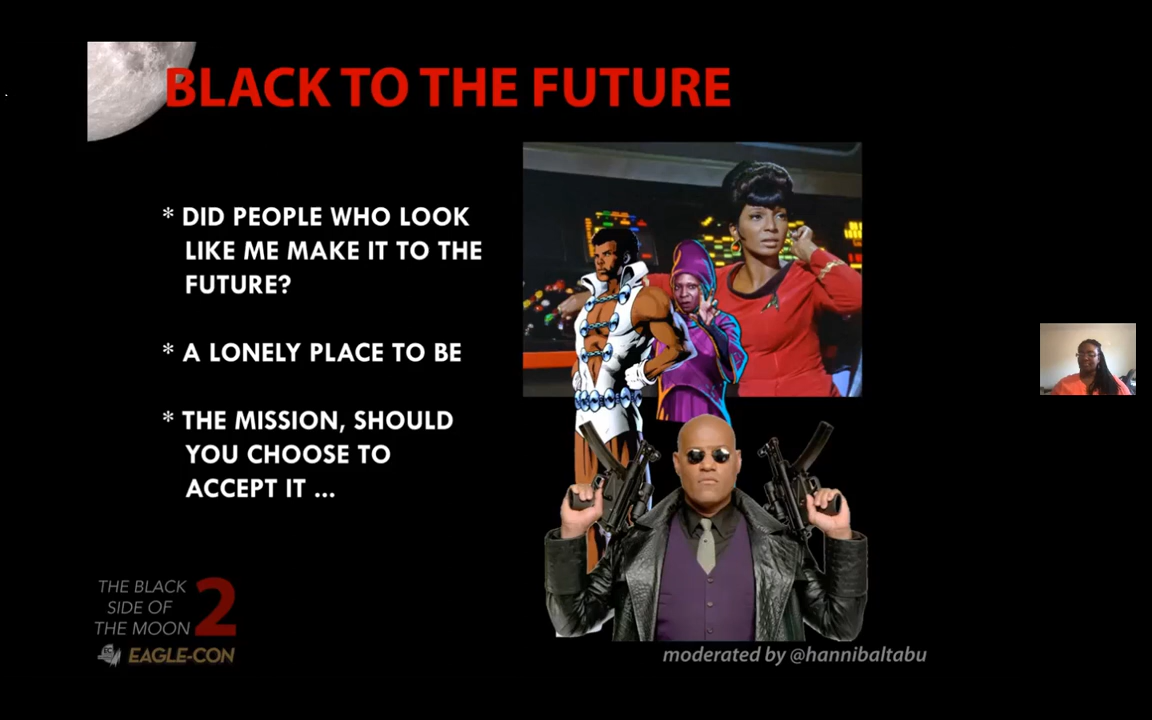 BLACK TO THE FUTURE
* DID PEOPLE WHO LOOK
LIKE ME MAKE IT TO THE
FUTURE?
* A LONELY PLACE TO BE
* THE MISSION, SHOULD
YOU CHOOSE TO
ACCEPT IT ...
THE BLACK
SIDE OF
THE MOON 2
EAGLE-CON
moderated by @hannibaltabu